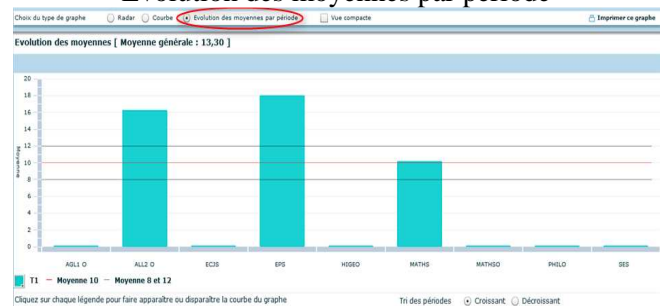 Evolution des moyennes par période
Choix du type de graphe Radar Courbe Evolution des moyennes par période Vue compacte Imprimer ce graphe
Evolution des moyennes [ Moyenne générale : 13,30 ]
20
18
16
14
12
10
8
6
4
2
0
Moyenne
AGL1 O ALL2 O ECJS EPS HIGEO MATHS MATHSO PHILO SES
T1 Moyenne 10 Moyenne 8 et 12
Cliquez sur chaque légende pour faire apparaître ou disparaître la courbe du graphe Tri des périodes Croissant Décroissant